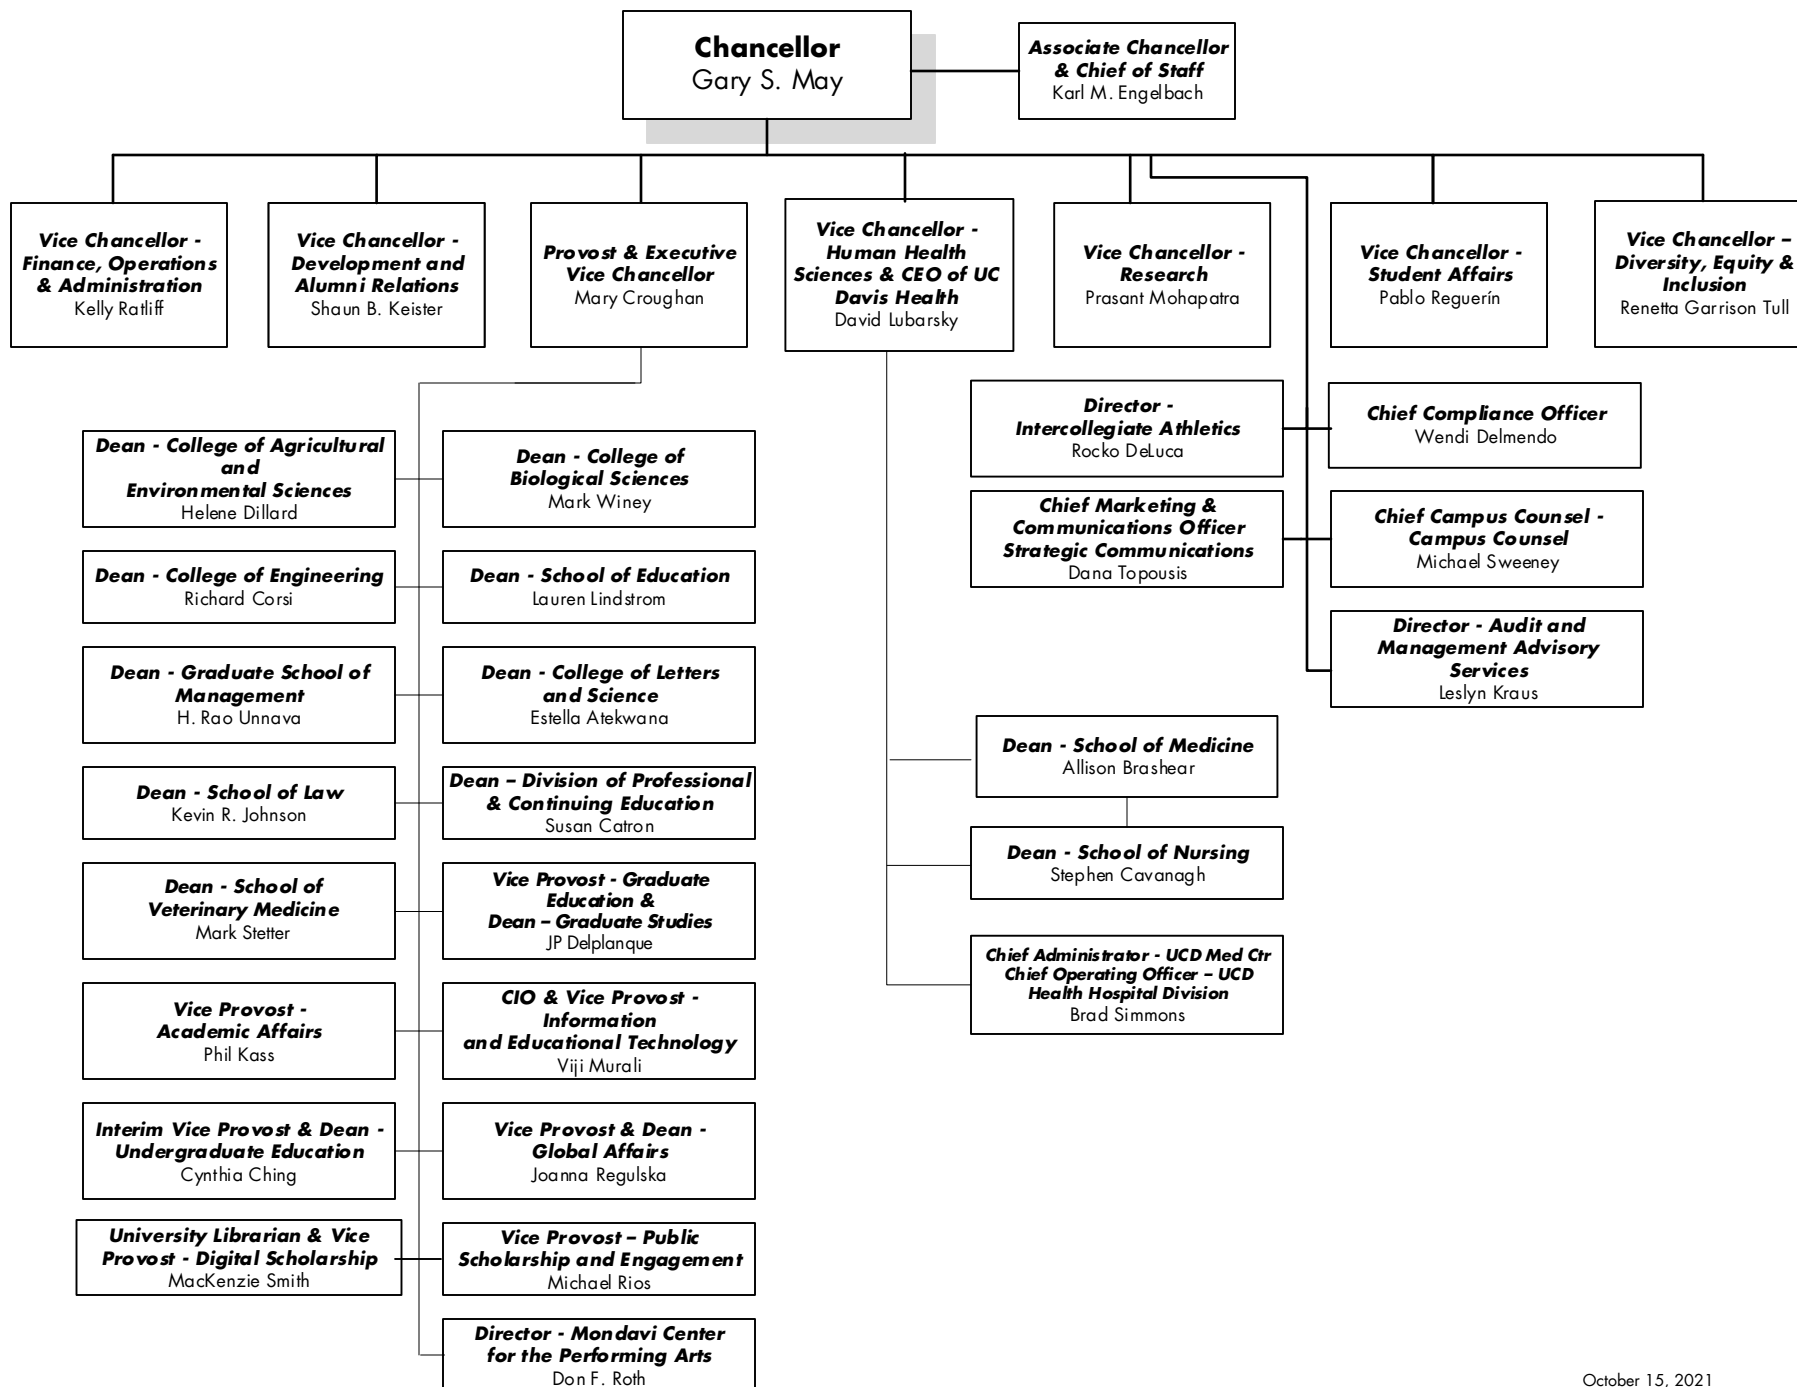 Chancellor
Gary S. May
Associate Chancellor
& Chief of Staff
Karl M. Engelbach
Vice Chancellor -
Finance, Operations
& Administration
Kelly Ratliff
Vice Chancellor -
Development and
Alumni Relations
Shaun B. Keister
Provost & Executive
Vice Chancellor
Mary Croughan
Vice Chancellor -
Human Health
Sciences & CEO of UC
Davis Health
David Lubarsky
Vice Chancellor -
Research
Prasant Mohapatra
Vice Chancellor -
Student Affairs
Pablo Reguerín
Vice Chancellor –
Diversity, Equity &
Inclusion
Renetta Garrison Tull
Dean - College of Agricultural
and
Environmental Sciences
Helene Dillard
Dean - College of
Biological Sciences
Mark Winey
Dean - College of Engineering
Richard Corsi
Dean - School of Education
Lauren Lindstrom
Dean - Graduate School of
Management
H. Rao Unnava
Dean - College of Letters
and Science
Estella Atekwana
Dean - School of Law
Kevin R. Johnson
Dean – Division of Professional
& Continuing Education
Susan Catron
Dean - School of
Veterinary Medicine
Mark Stetter
Vice Provost - Graduate
Education &
Dean – Graduate Studies
JP Delplanque
Vice Provost -
Academic Affairs
Phil Kass
CIO & Vice Provost -
Information
and Educational Technology
Viji Murali
Interim Vice Provost & Dean -
Undergraduate Education
Cynthia Ching
Vice Provost & Dean -
Global Affairs
Joanna Regulska
University Librarian & Vice
Provost - Digital Scholarship
MacKenzie Smith
Vice Provost – Public
Scholarship and Engagement
Michael Rios
Director - Mondavi Center
for the Performing Arts
Don F. Roth
Director -
Intercollegiate Athletics
Rocko DeLuca
Chief Compliance Officer
Wendi Delmendo
Chief Marketing &
Communications Officer
Strategic Communications
Dana Topousis
Chief Campus Counsel -
Campus Counsel
Michael Sweeney
Director - Audit and
Management Advisory
Services
Leslyn Kraus
Dean - School of Medicine
Allison Brashear
Dean - School of Nursing
Stephen Cavanagh
Chief Administrator - UCD Med Ctr
Chief Operating Officer – UCD
Health Hospital Division
Brad Simmons
October 15, 2021